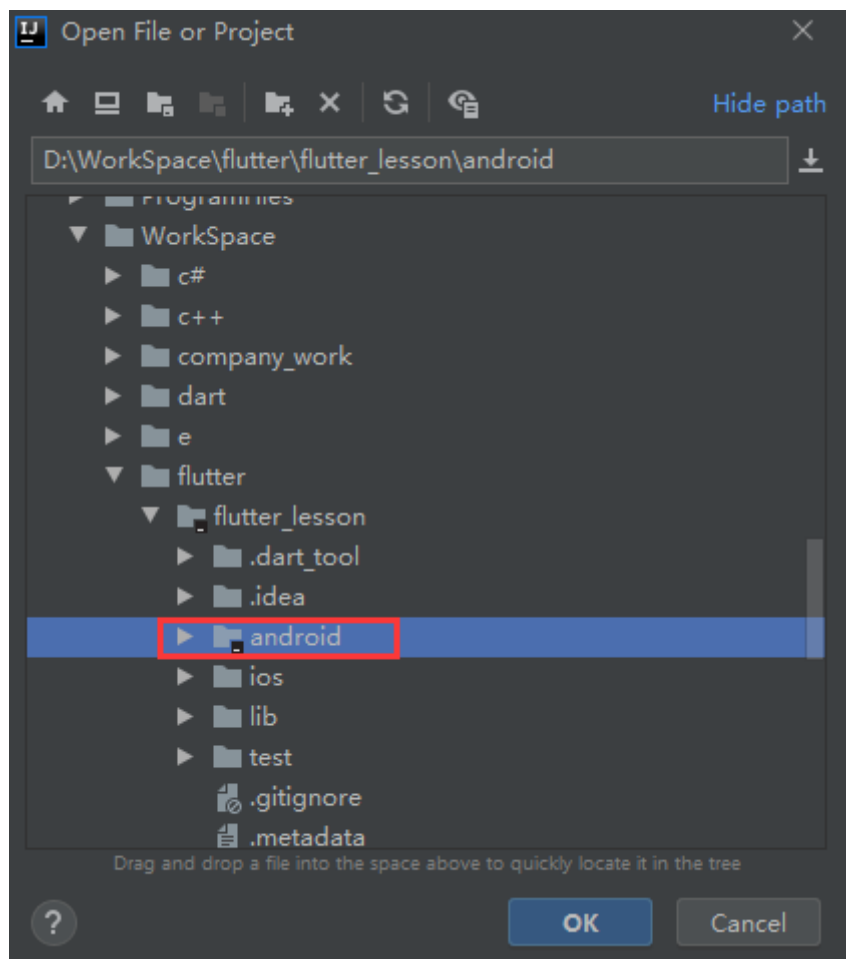 IJ Open File or Project
Hide path
D:\WorkSpace\flutter\flutter_lesson\android
ProgramFiles
WorkSpace
c#
c++
company_work
dart
e
flutter
flutter_lesson
.dart_tool
.idea
android
ios
lib
test
.gitignore
.metadata
Drag and drop a file into the space above to quickly locate it in the tree
? OK Cancel